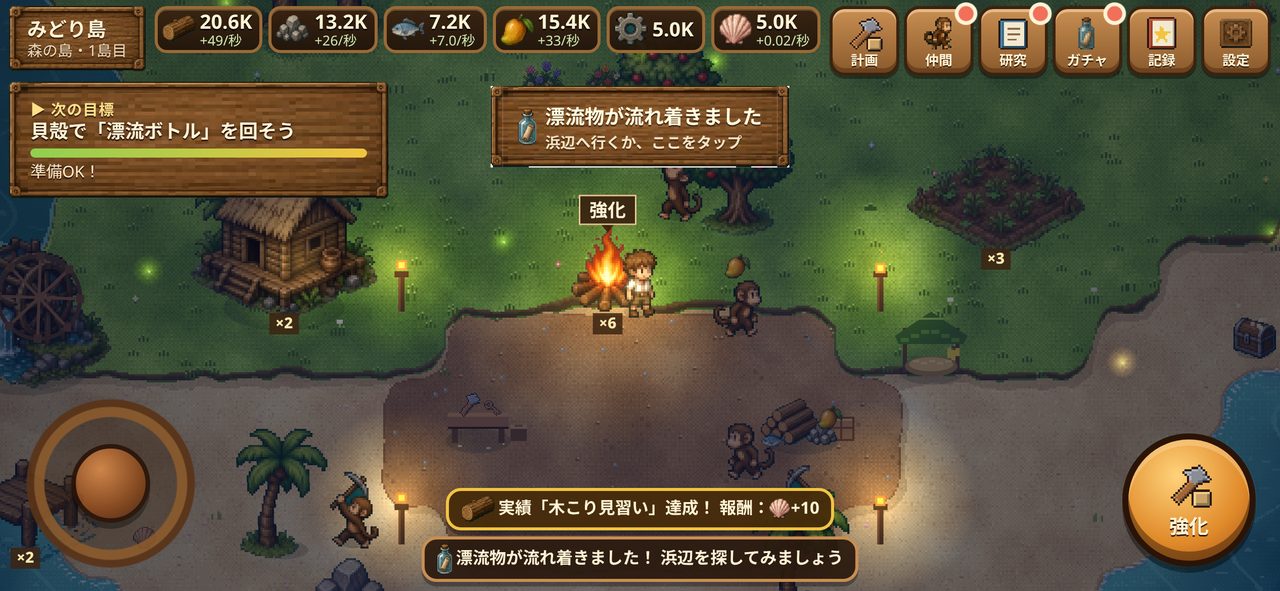 みどり島
森の島・1島目
20.6K
+49/秒
13.2K
+26/秒
7.2K
+7.0/秒
15.4K
+33/秒
5.0K
5.0K
+0.02/秒
計画
仲間
研究
ガチャ
記録
設定
▶ 次の目標
貝殻で「漂流ボトル」を回そう
準備OK！
漂流物が流れ着きました
浜辺へ行くか、ここをタップ
強化
×6
×2
×3
×2
強化
実績「木こり見習い」達成！ 報酬：+10
漂流物が流れ着きました！ 浜辺を探してみましょう